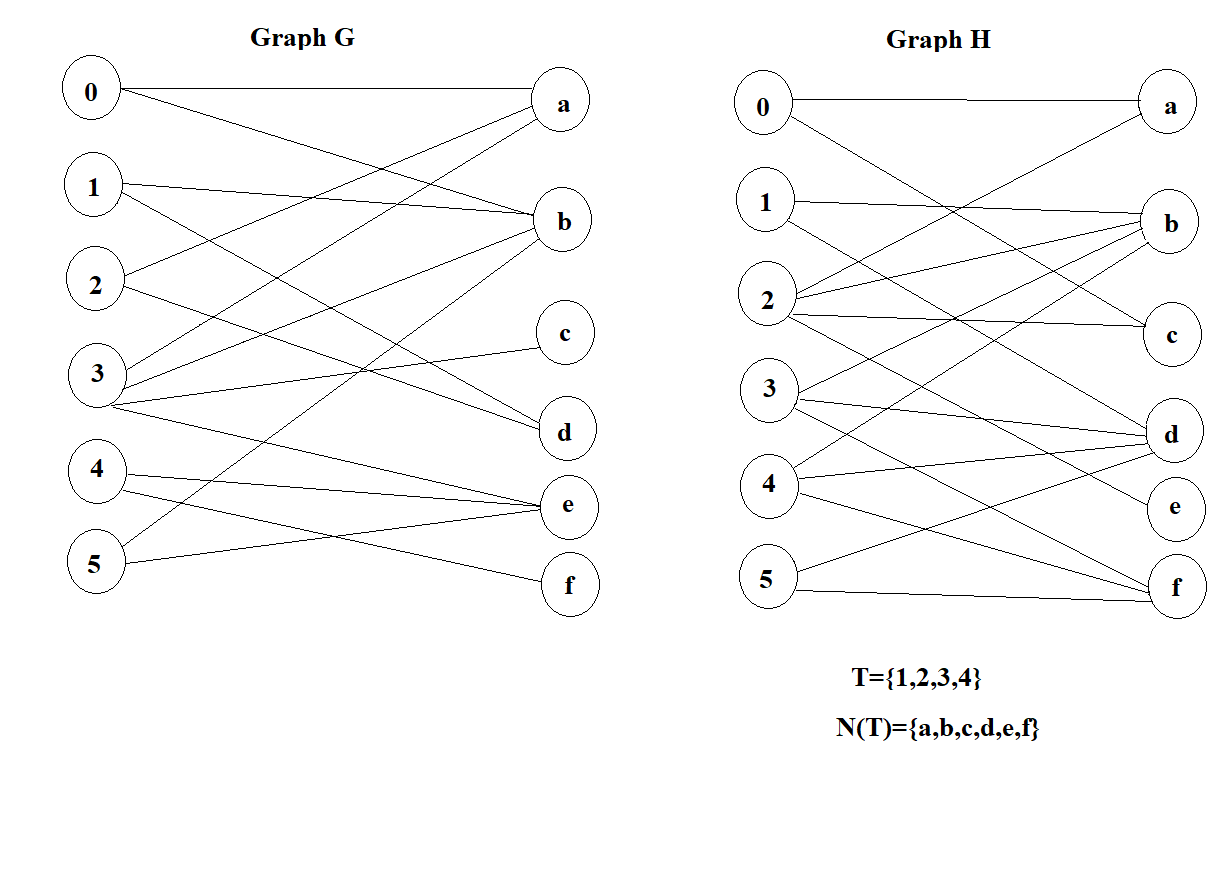 Graph G
0
a
1
b
2
c
3
d
4
e
5
f
Graph H
0
a
1
b
2
c
3
d
4
e
5
f
T={1,2,3,4}
N(T)={a,b,c,d,e,f}